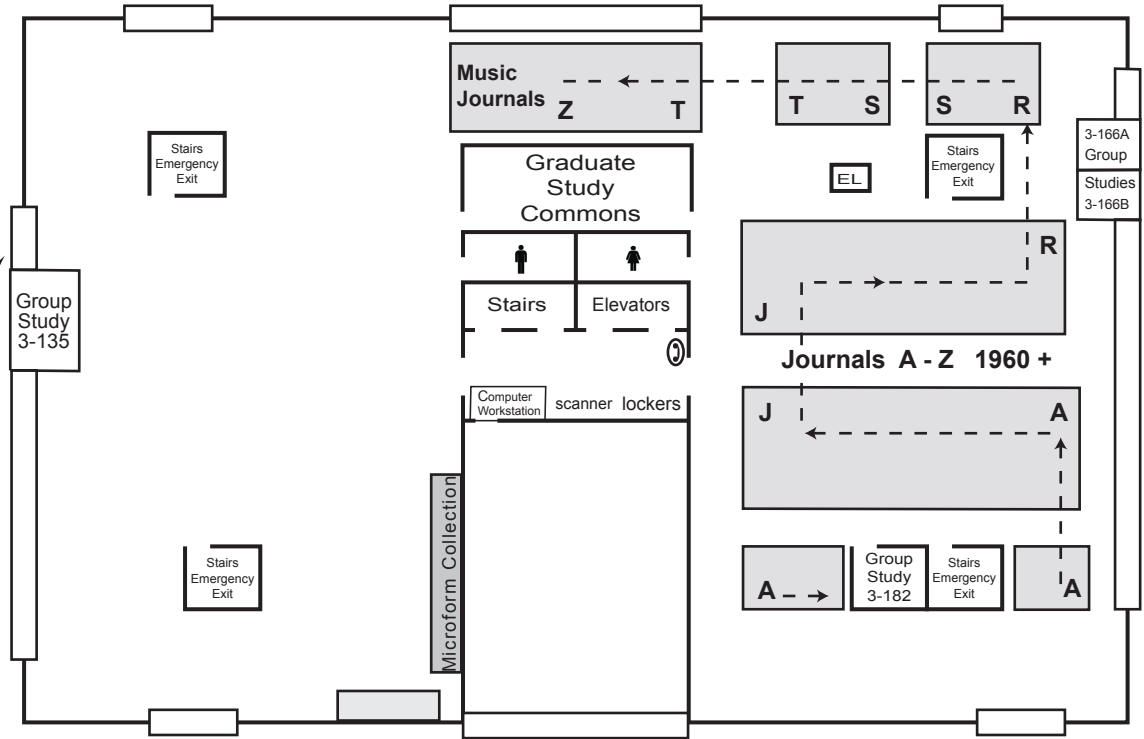 Music
Journals
Z
T
T
S
S
R
Stairs
Emergency
Exit
Graduate
Study
Commons
EL
Stairs
Emergency
Exit
3-166A
Group
Studies
3-166B
R
J
Group
Study
3-135
Stairs
Elevators
Journals A - Z 1960 +
Computer
Workstation
scanner
lockers
J
A
Microform Collection
Stairs
Emergency
Exit
A
Group
Study
3-182
Stairs
Emergency
Exit
A